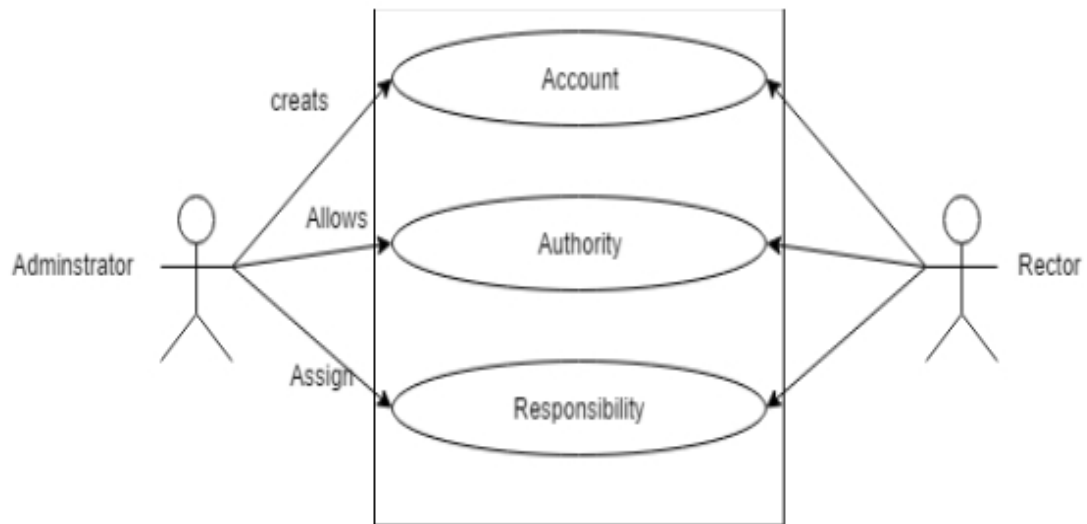 Account
creats
Allows
Authority
Adminstrator
Rector
Assign
Responsibility